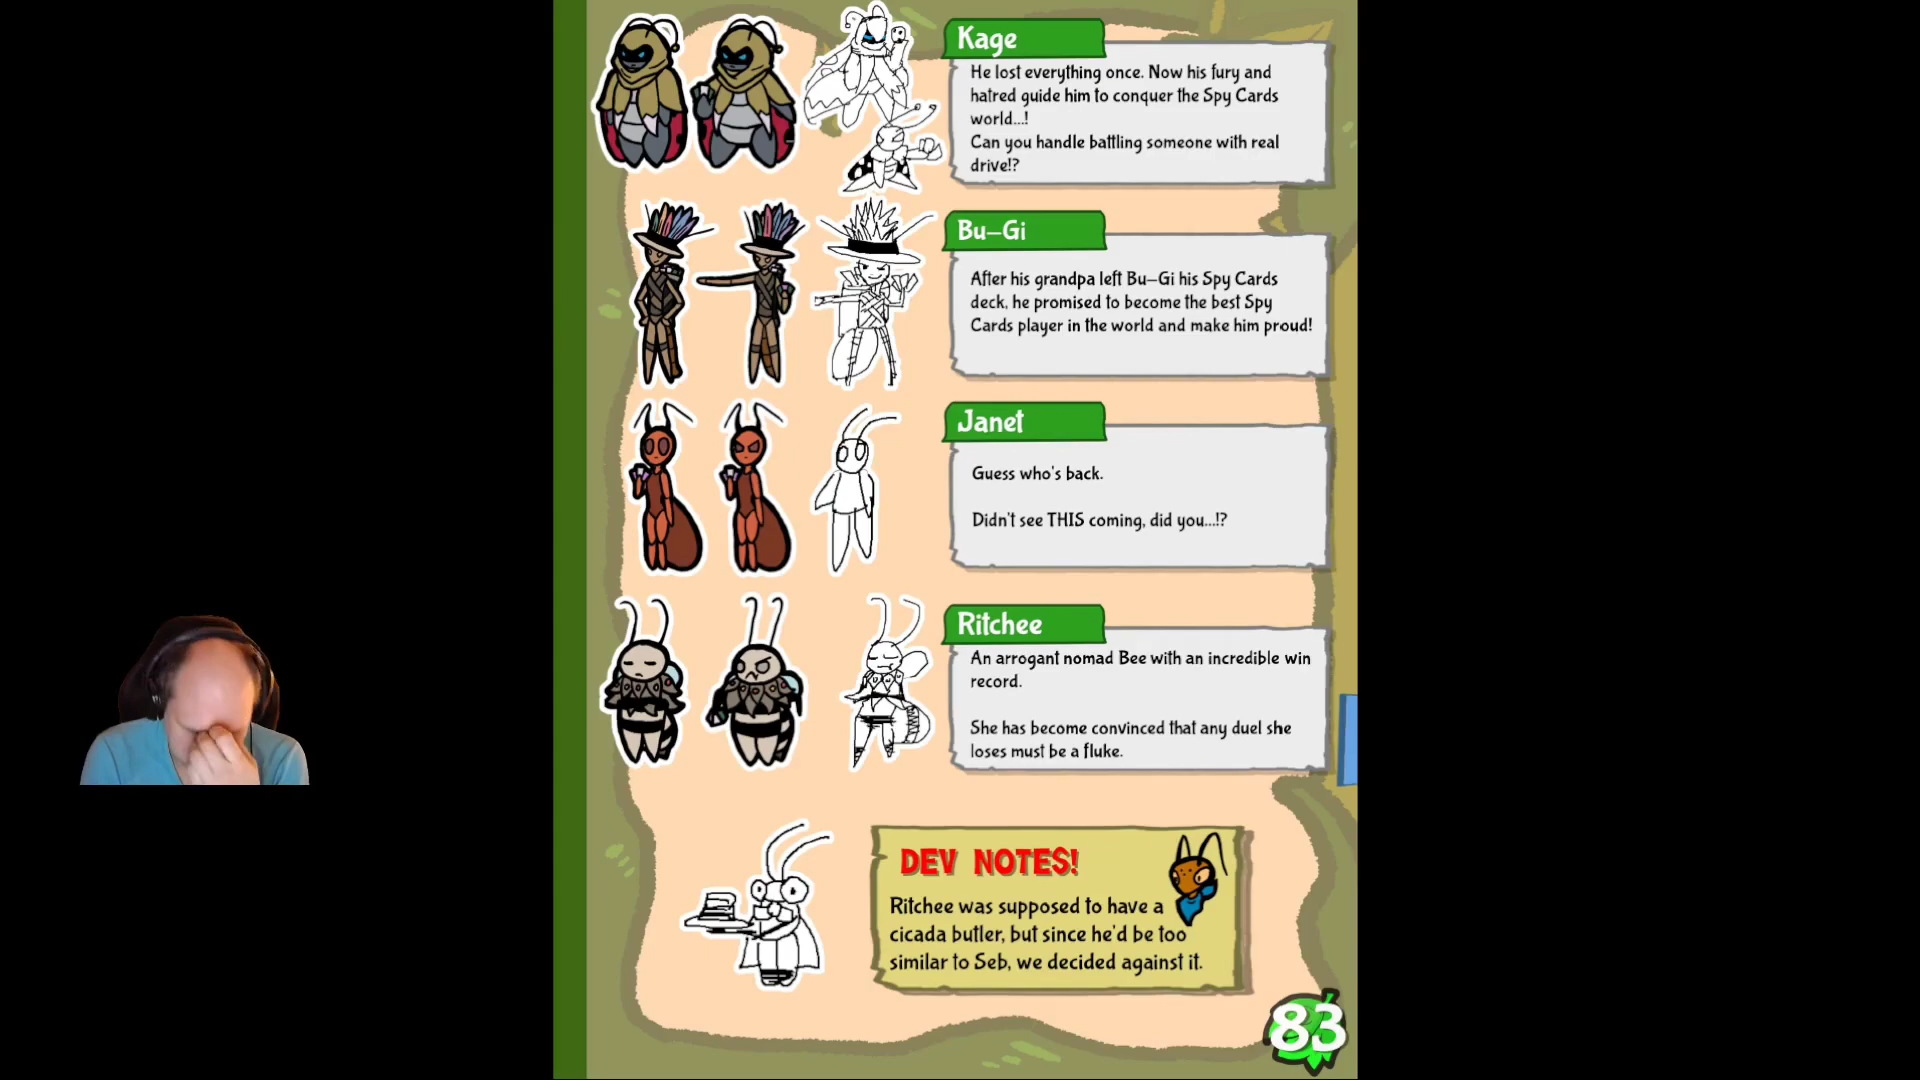 Kage
He lost everything once. Now his fury and
hatred guide him to conquer the Spy Cards
world...!
Can you handle battling someone with real
drive!?
Bu-Gi
After his grandpa left Bu-Gi his Spy Cards
deck, he promised to become the best Spy
Cards player in the world and make him proud!
Janet
Guess who's back.
Didn't see THIS coming, did you...!?
Ritchee
An arrogant nomad Bee with an incredible win
record.
She has become convinced that any duel she
loses must be a fluke.
DEV NOTES!
Ritchee was supposed to have a
cicada butler, but since he'd be too
similar to Seb, we decided against it.
83